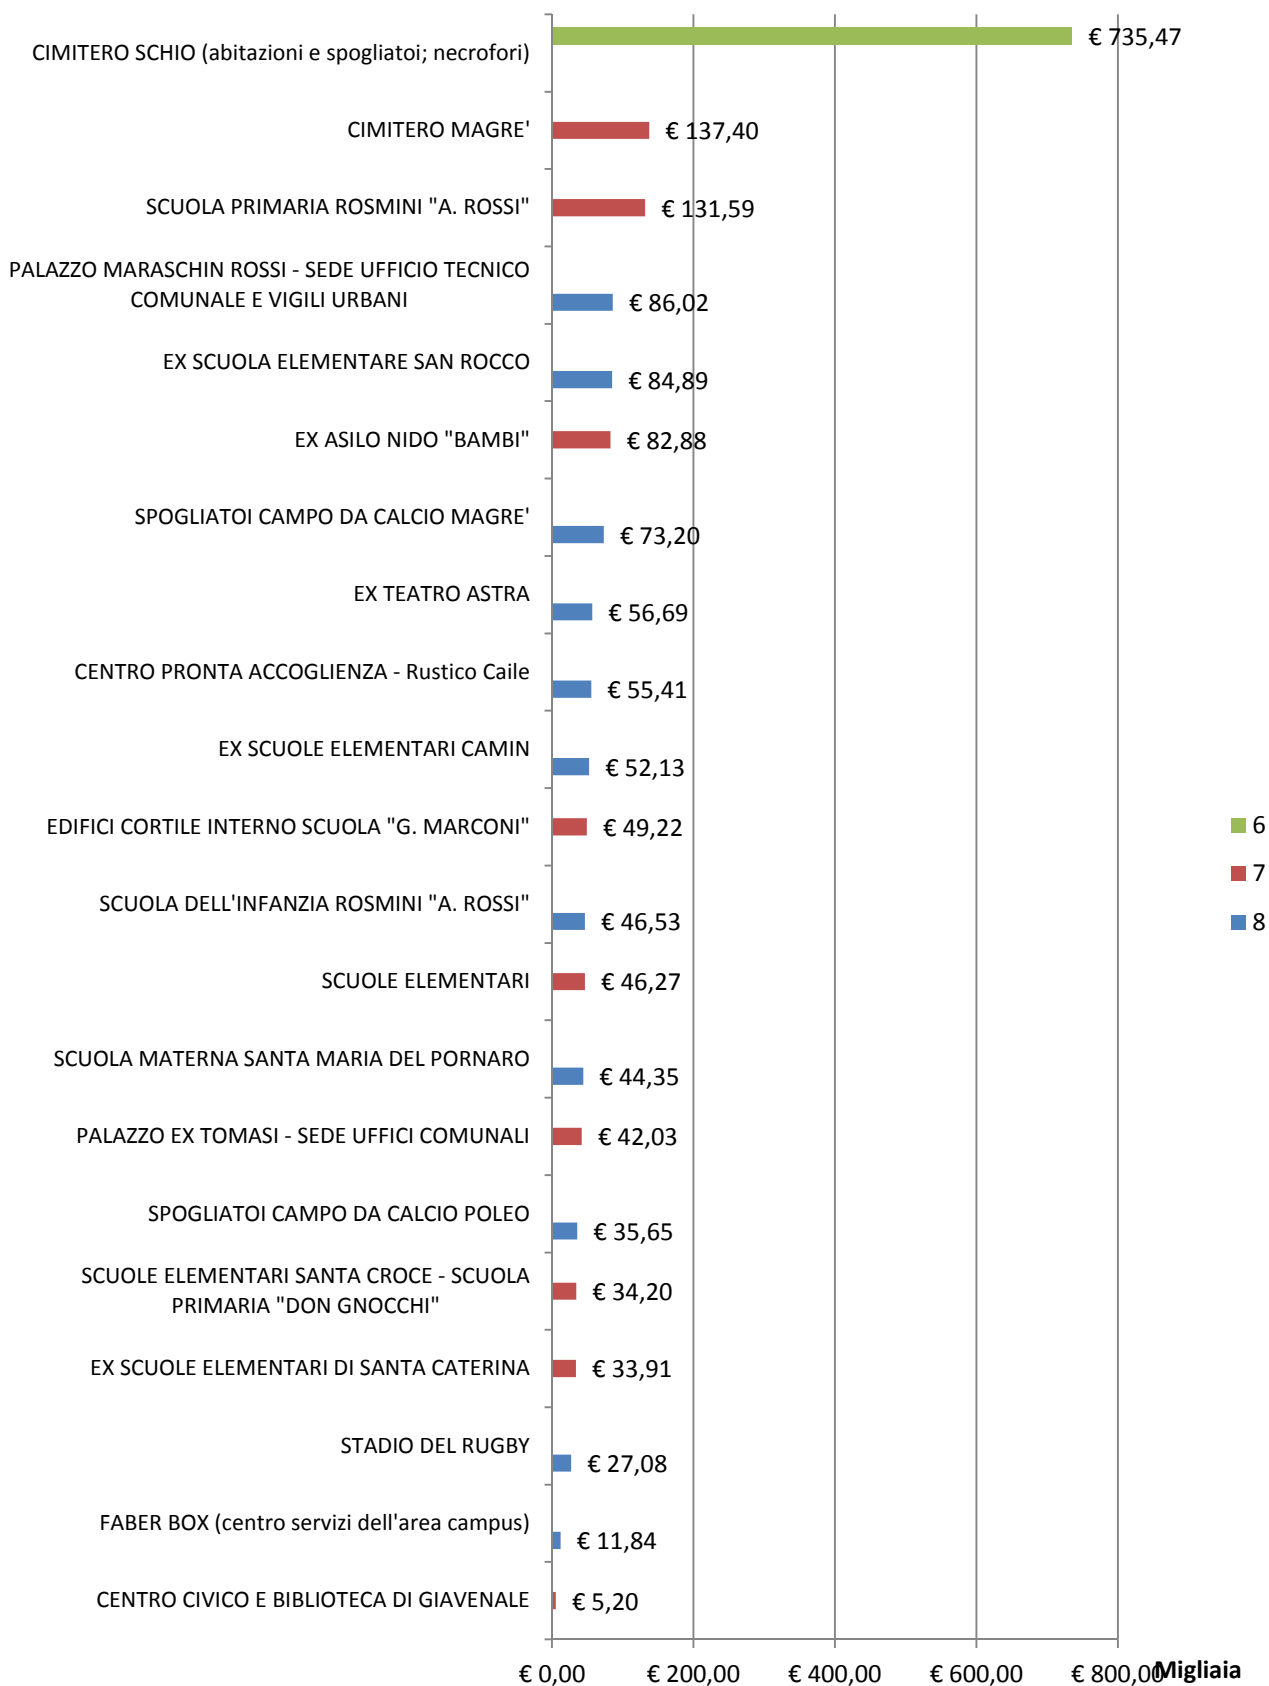 CIMITERO SCHIO (abitazioni e spogliatoi; necrofori)
€ 735,47
CIMITERO MAGRE'
€ 137,40
SCUOLA PRIMARIA ROSMINI "A. ROSSI"
€ 131,59
PALAZZO MARASCHIN ROSSI - SEDE UFFICIO TECNICO
COMUNALE E VIGILI URBANI
€ 86,02
EX SCUOLA ELEMENTARE SAN ROCCO
€ 84,89
EX ASILO NIDO "BAMBI"
€ 82,88
SPOGLIATOI CAMPO DA CALCIO MAGRE'
€ 73,20
EX TEATRO ASTRA
€ 56,69
CENTRO PRONTA ACCOGLIENZA - Rustico Caile
€ 55,41
EX SCUOLE ELEMENTARI CAMIN
€ 52,13
EDIFICI CORTILE INTERNO SCUOLA "G. MARCONI"
€ 49,22
SCUOLA DELL'INFANZIA ROSMINI "A. ROSSI"
€ 46,53
SCUOLE ELEMENTARI
€ 46,27
SCUOLA MATERNA SANTA MARIA DEL PORNARO
€ 44,35
PALAZZO EX TOMASI - SEDE UFFICI COMUNALI
€ 42,03
SPOGLIATOI CAMPO DA CALCIO POLEO
€ 35,65
SCUOLE ELEMENTARI SANTA CROCE - SCUOLA
PRIMARIA "DON GNOCCHI"
€ 34,20
EX SCUOLE ELEMENTARI DI SANTA CATERINA
€ 33,91
STADIO DEL RUGBY
€ 27,08
FABER BOX (centro servizi dell'area campus)
€ 11,84
CENTRO CIVICO E BIBLIOTECA DI GIAVENALE
€ 5,20
€ 0,00 € 200,00 € 400,00 € 600,00 € 800,00
Migliaia
6
7
8